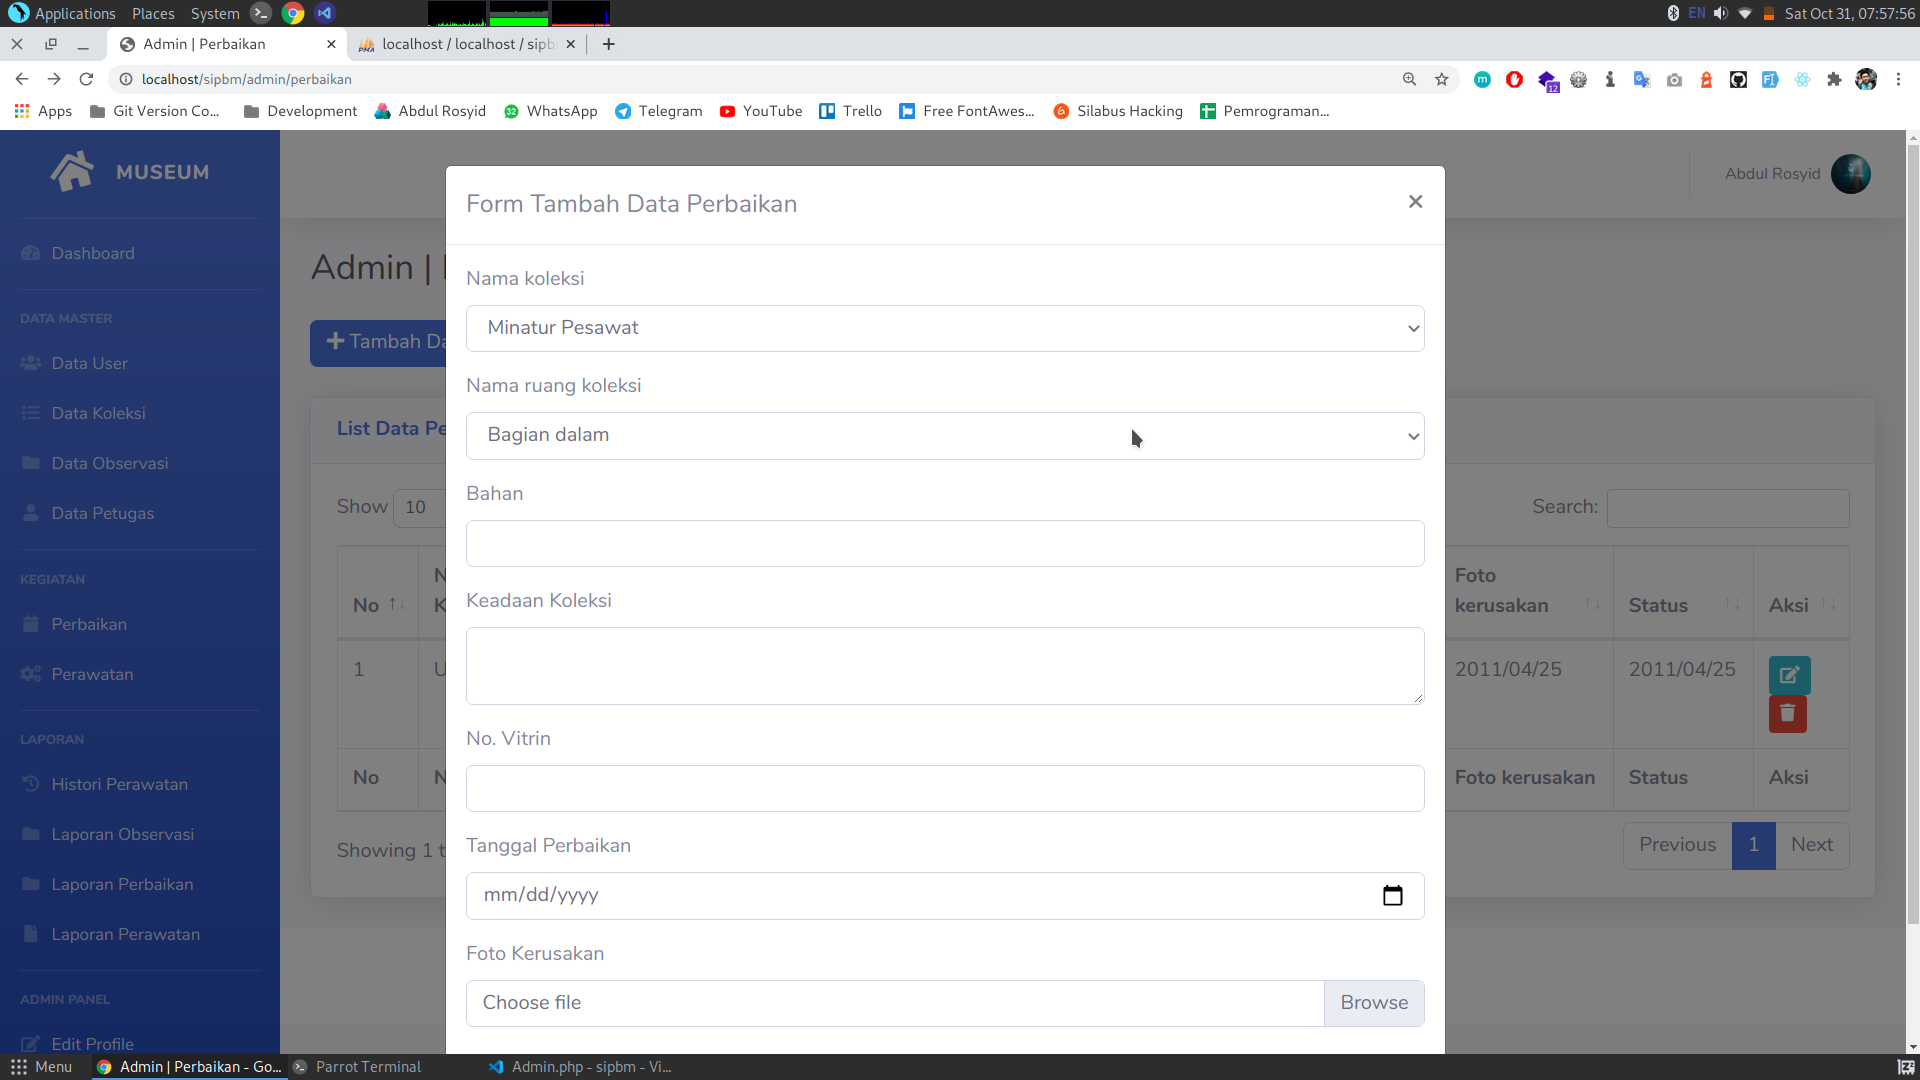 Applications Places System EN Sat Oct 31, 07:57:56
Admin | Perbaikan localhost / localhost / sipb
localhost/sipbm/admin/perbaikan 12
Apps Git Version Co... Development Abdul Rosyid WhatsApp Telegram YouTube Trello Free FontAwes... Silabus Hacking Pemrograman...
MUSEUM
Abdul Rosyid
Form Tambah Data Perbaikan
Dashboard
Admin |
DATA MASTER
Data User
Data Koleksi
Data Observasi
Data Petugas
KEGIATAN
Perbaikan
Perawatan
LAPORAN
Histori Perawatan
Laporan Observasi
Laporan Perbaikan
Laporan Perawatan
ADMIN PANEL
Edit Profile
Tambah Da
List Data Pe
Show 10
No
1
No
Showing 1 t
Nama koleksi
Minatur Pesawat
Nama ruang koleksi
Bagian dalam
Bahan
Keadaan Koleksi
No. Vitrin
Tanggal Perbaikan
mm/dd/yyyy
Foto Kerusakan
Choose file Browse
Search:
Foto kerusakan Status Aksi
2011/04/25 2011/04/25
Foto kerusakan Status Aksi
Previous 1 Next
Menu Admin | Perbaikan - Go... Parrot Terminal Admin.php - sipbm - Vi...